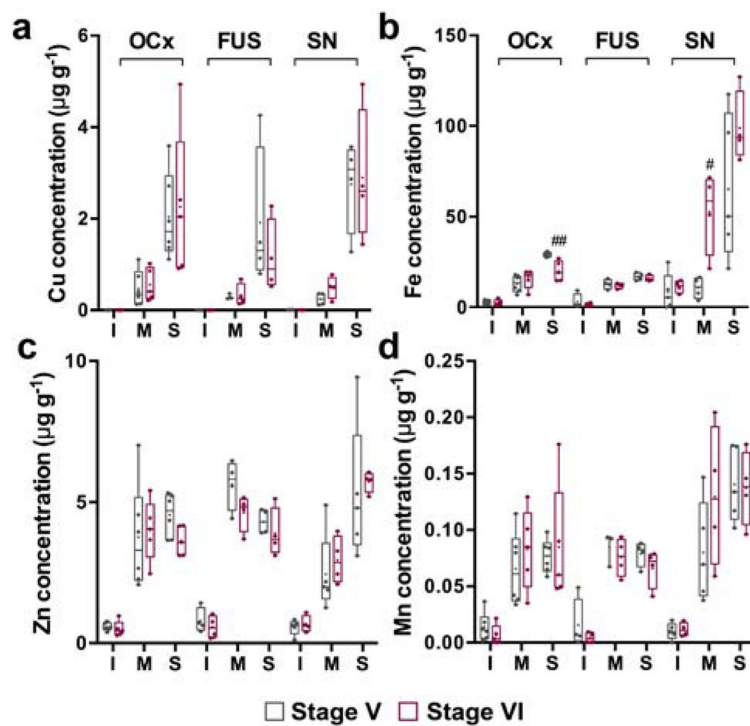 a
OCx FUS SN
Cu concentration (µg g⁻¹)
6
4
2
0
I M S I M S I M S
b
OCx FUS SN
Fe concentration (µg g⁻¹)
150
100
50
0
##
#
I M S I M S I M S
c
Zn concentration (µg g⁻¹)
10
5
0
I M S I M S I M S
d
Mn concentration (µg g⁻¹)
0.25
0.20
0.15
0.10
0.05
0.00
I M S I M S I M S
Stage V Stage VI